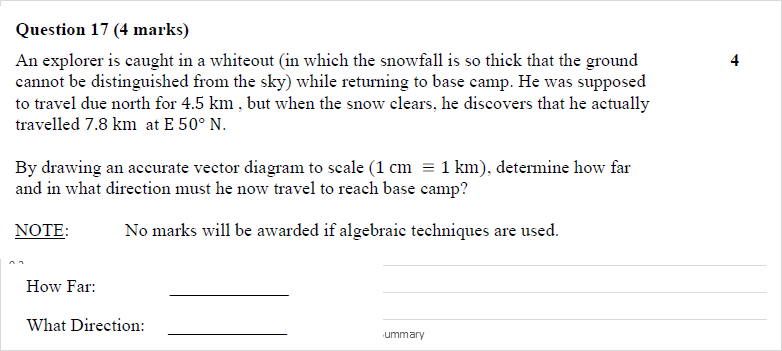 Question 17 (4 marks)
An explorer is caught in a whiteout (in which the snowfall is so thick that the ground 4
cannot be distinguished from the sky) while returning to base camp. He was supposed
to travel due north for 4.5 km , but when the snow clears, he discovers that he actually
travelled 7.8 km at E 50° N.
By drawing an accurate vector diagram to scale (1 cm ≡ 1 km), determine how far
and in what direction must he now travel to reach base camp?
NOTE: No marks will be awarded if algebraic techniques are used.
How Far: ____________
What Direction: ____________
ummary